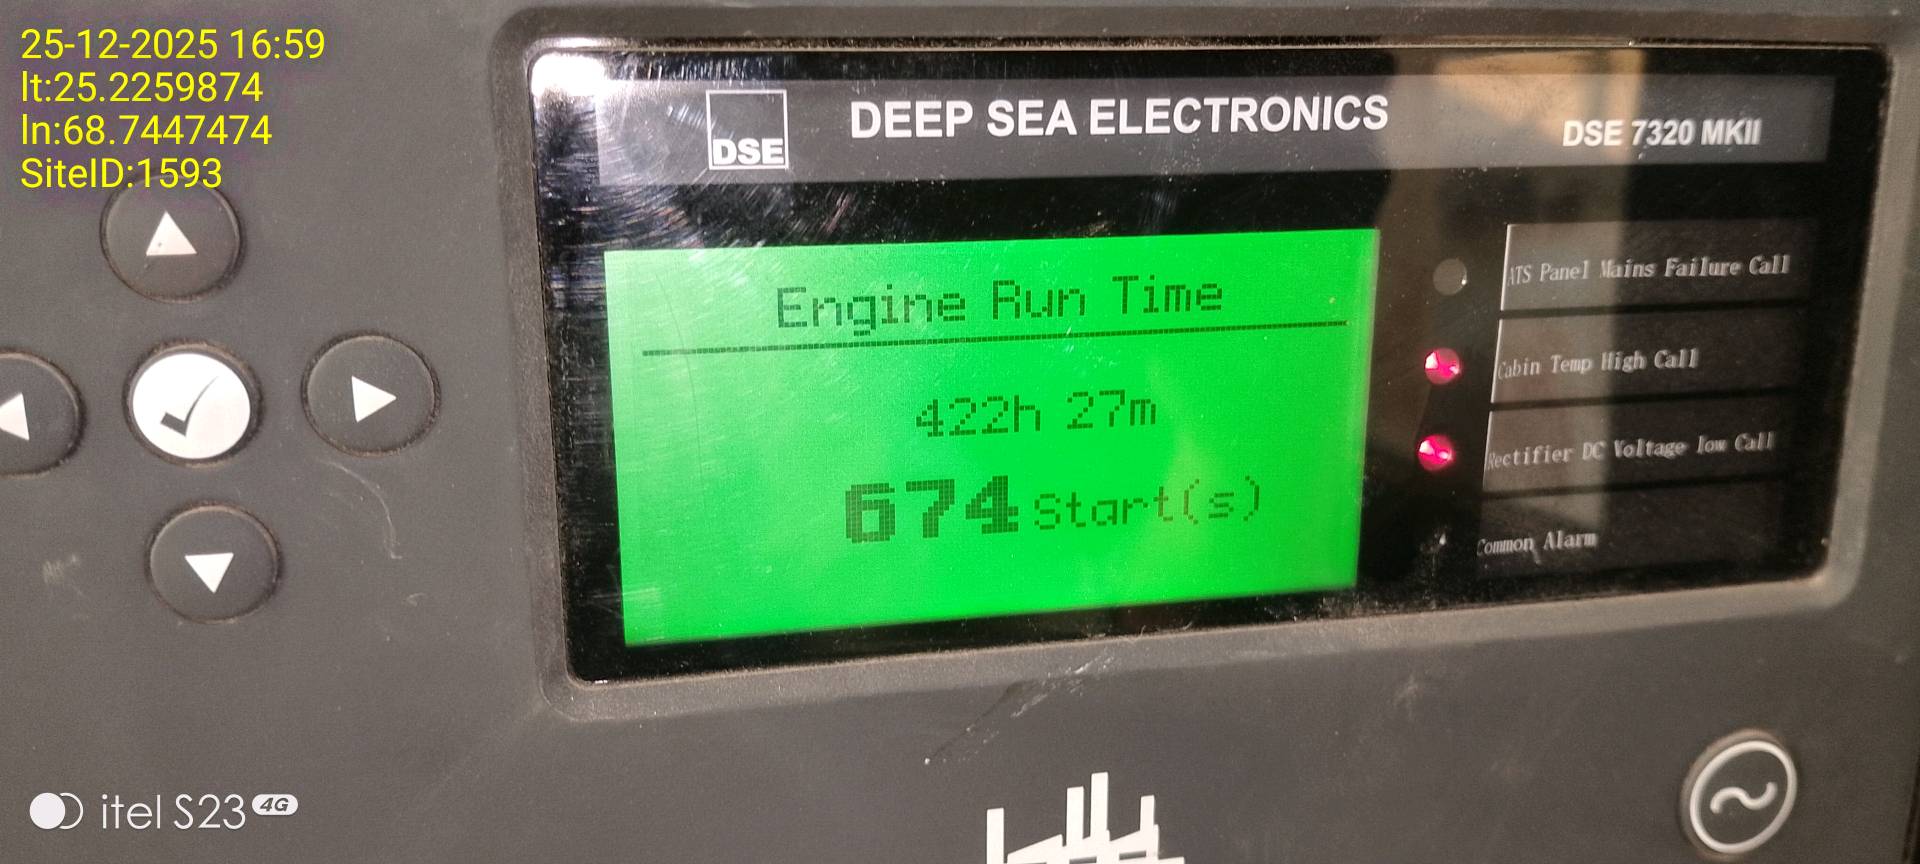 25-12-2025 16:59
lt:25.2259874
ln:68.7447474
SiteID:1593
DSE
DEEP SEA ELECTRONICS
DSE 7320 MKII
Engine Run Time
422h 27m
674 Start(s)
ATS Panel Mains Failure Call
Cabin Temp High Call
Rectifier DC Voltage low Call
Common Alarm
itel S23 4G